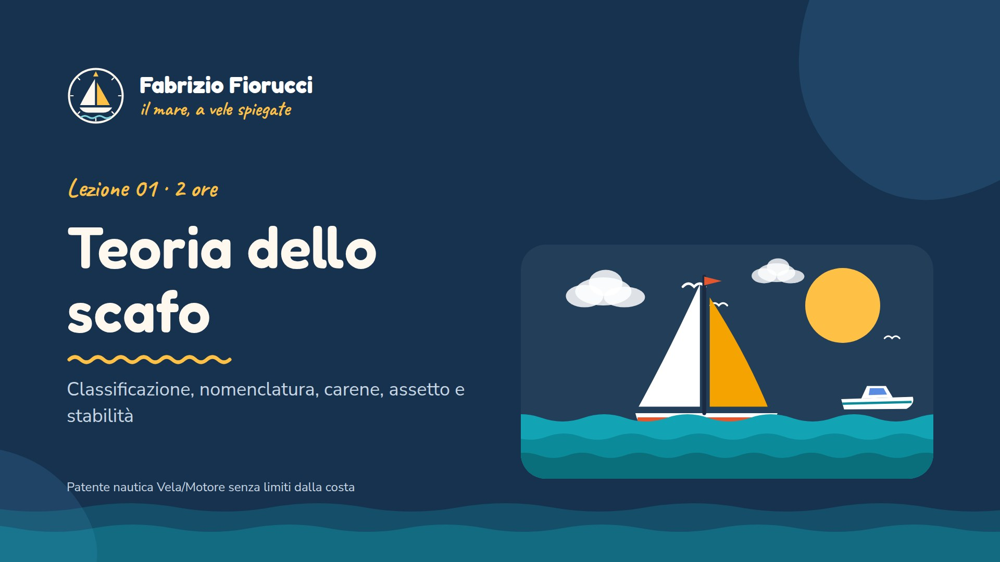 Fabrizio Fiorucci
il mare, a vele spiegate
Lezione 01 · 2 ore
Teoria dello
scafo
Classificazione, nomenclatura, carene, assetto e
stabilità
Patente nautica Vela/Motore senza limiti dalla costa